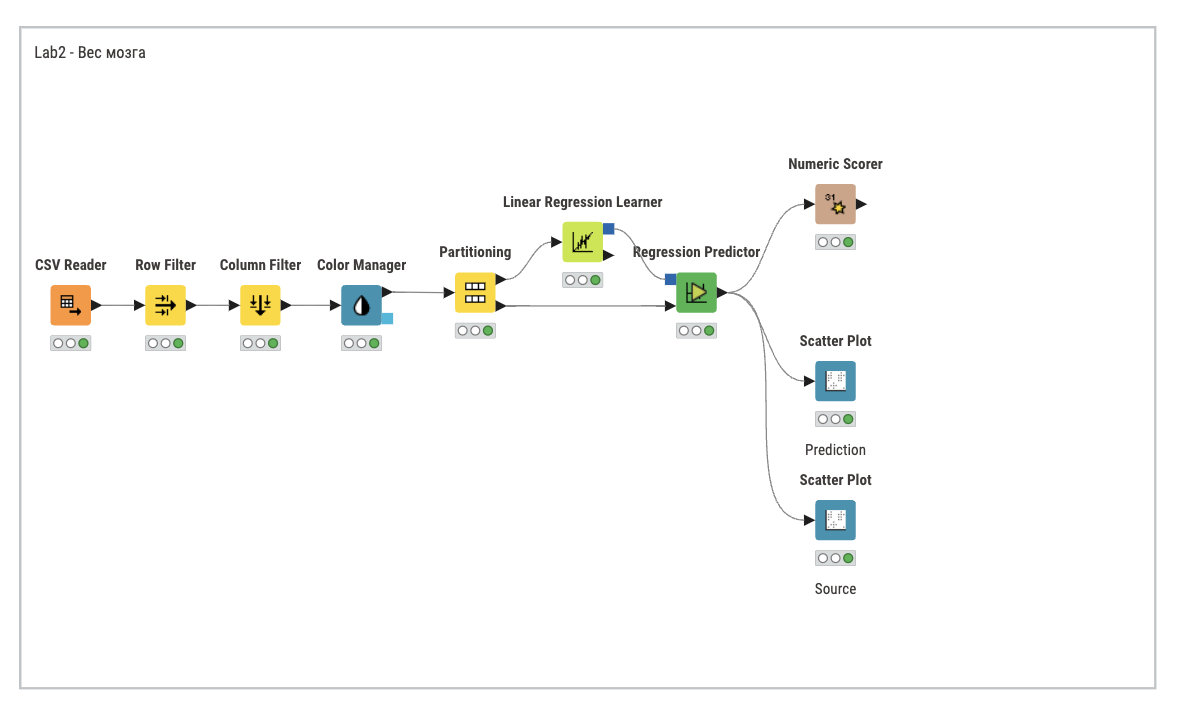 Lab2 - Вес мозга
Numeric Scorer
31
Linear Regression Learner
Partitioning
Regression Predictor
CSV Reader
Row Filter
Column Filter
Color Manager
Scatter Plot
Prediction
Scatter Plot
Source